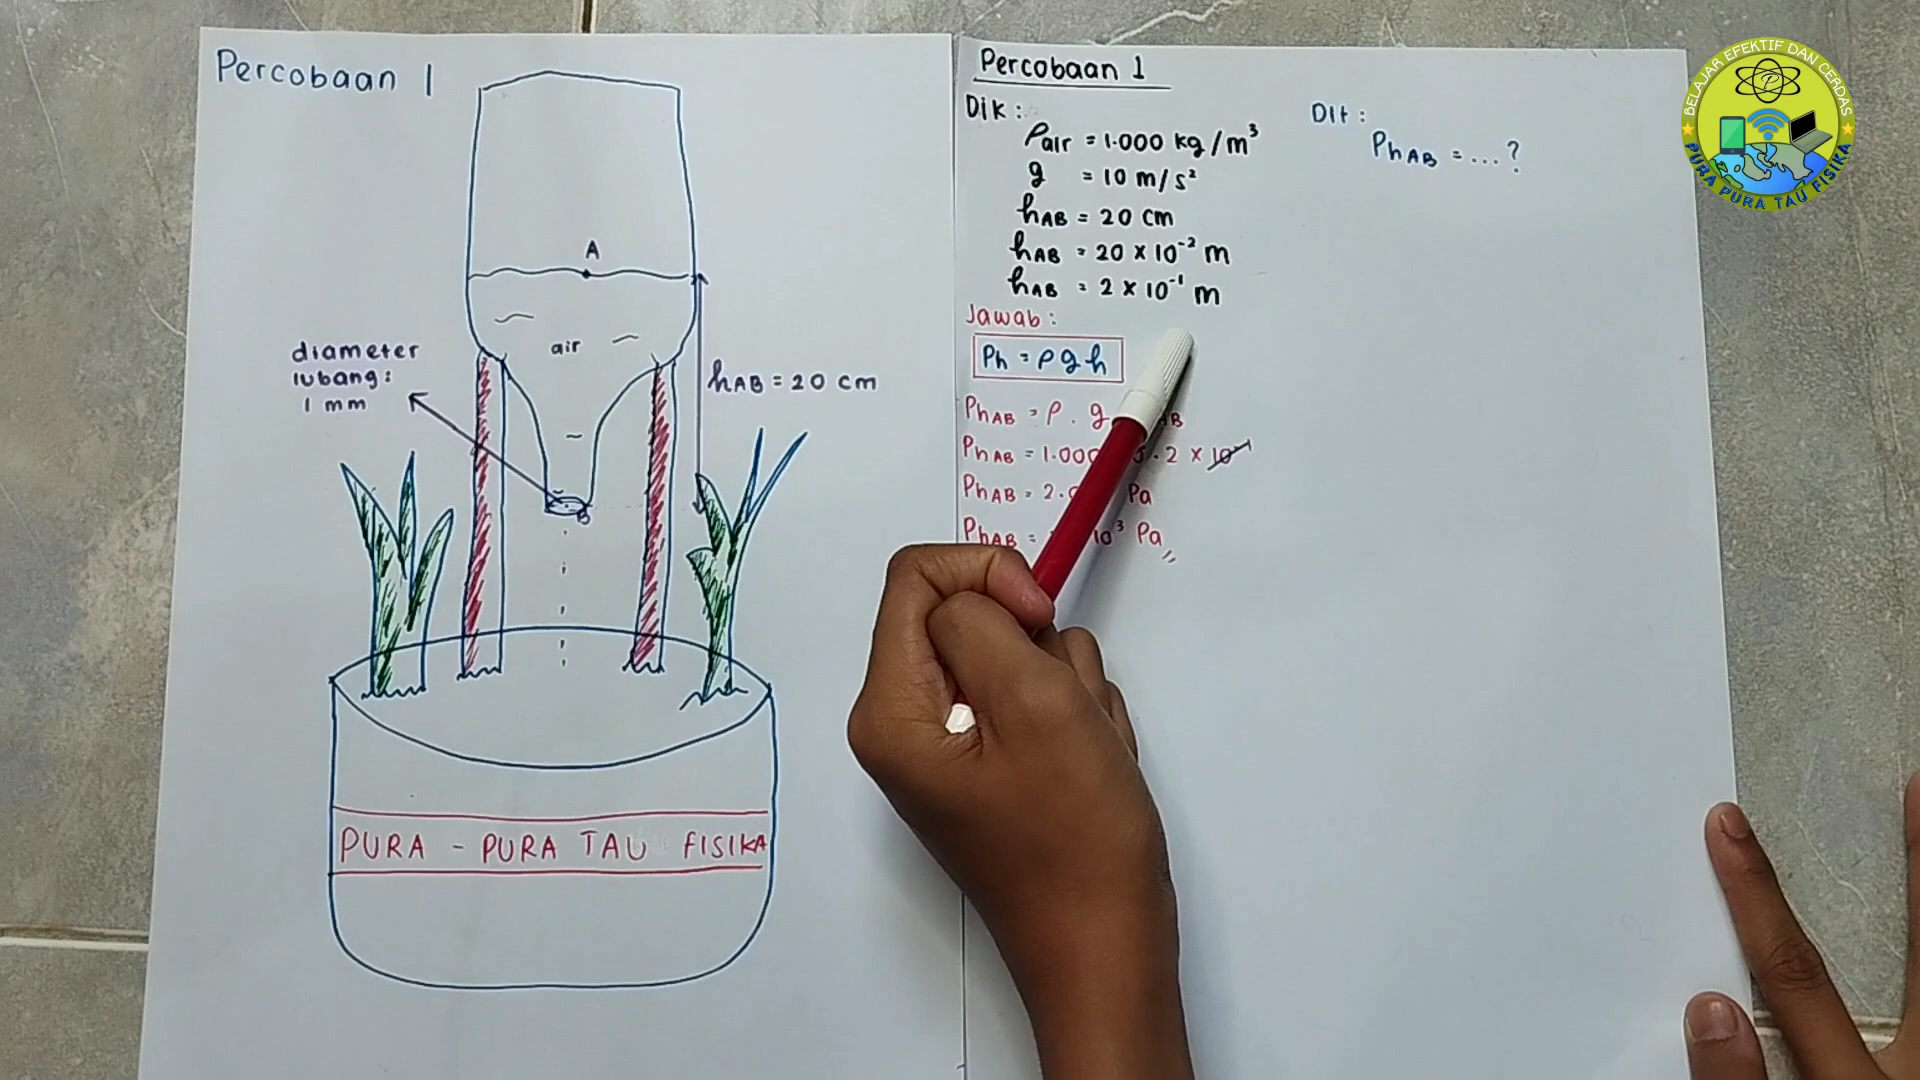 Percobaan 1
A
air
diameter
lubang:
1 mm
hAB = 20 cm
B
PURA - PURA TAU FISIKA
Percobaan 1
Dik:
ρair = 1.000 kg/m³
g = 10 m/s²
hAB = 20 cm
hAB = 20 × 10⁻² m
hAB = 2 × 10⁻¹ m
Dit:
PhAB = ...?
Jawab:
Ph = ρ g h
PhAB = ρ . g
PhAB = 1.000 . 2 × 10⁻¹
PhAB = 2. Pa
PhAB = 10³ Pa
BELAJAR EFEKTIF DAN CERDAS
PURA PURA TAU FISIKA